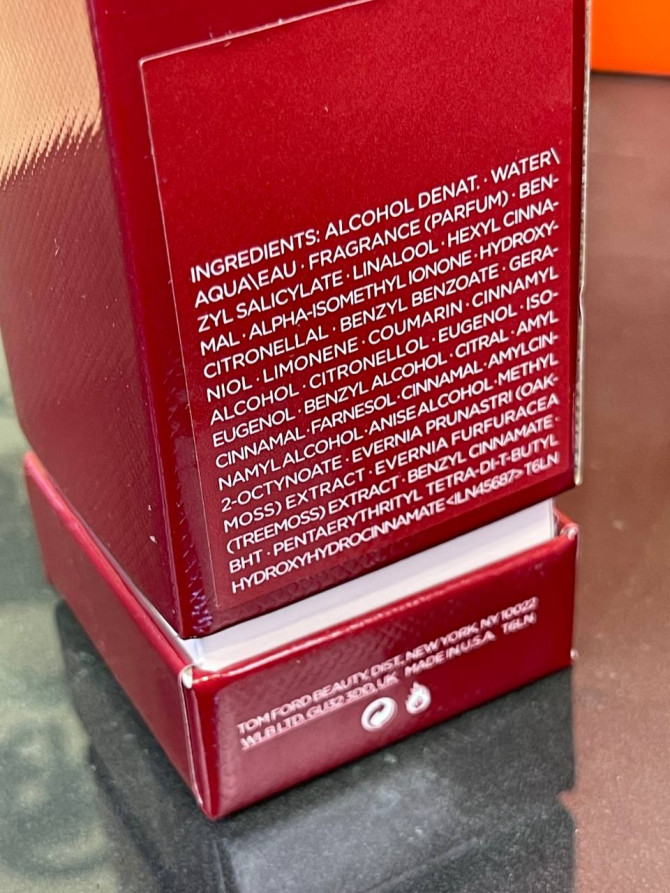 INGREDIENTS: ALCOHOL DENAT. · WATER\
AQUA\EAU · FRAGRANCE (PARFUM) · BEN-
ZYL SALICYLATE · LINALOOL · HEXYL CINNA-
MAL · ALPHA-ISOMETHYL IONONE · HYDROXY-
CITRONELLAL · BENZYL BENZOATE · GERA-
NIOL · LIMONENE · COUMARIN · CINNAMYL
ALCOHOL · CITRONELLOL · EUGENOL · ISO-
EUGENOL · BENZYL ALCOHOL · CITRAL · AMYL
CINNAMAL · FARNESOL · CINNAMAL · AMYLCIN-
NAMYL ALCOHOL · ANISE ALCOHOL · METHYL
2-OCTYNOATE · EVERNIA PRUNASTRI (OAK-
MOSS) EXTRACT · EVERNIA FURFURACEA
(TREEMOSS) EXTRACT · BENZYL CINNAMATE ·
BHT · PENTAERYTHRITYL TETRA-DI-T-BUTYL
HYDROXYHYDROCINNAMATE <ILN45687> T6LN
TOM FORD BEAUTY, DIST., NEW YORK, NY 10022
WLB LTD, GU32 3DD, UK MADE IN U.S.A. T6LN